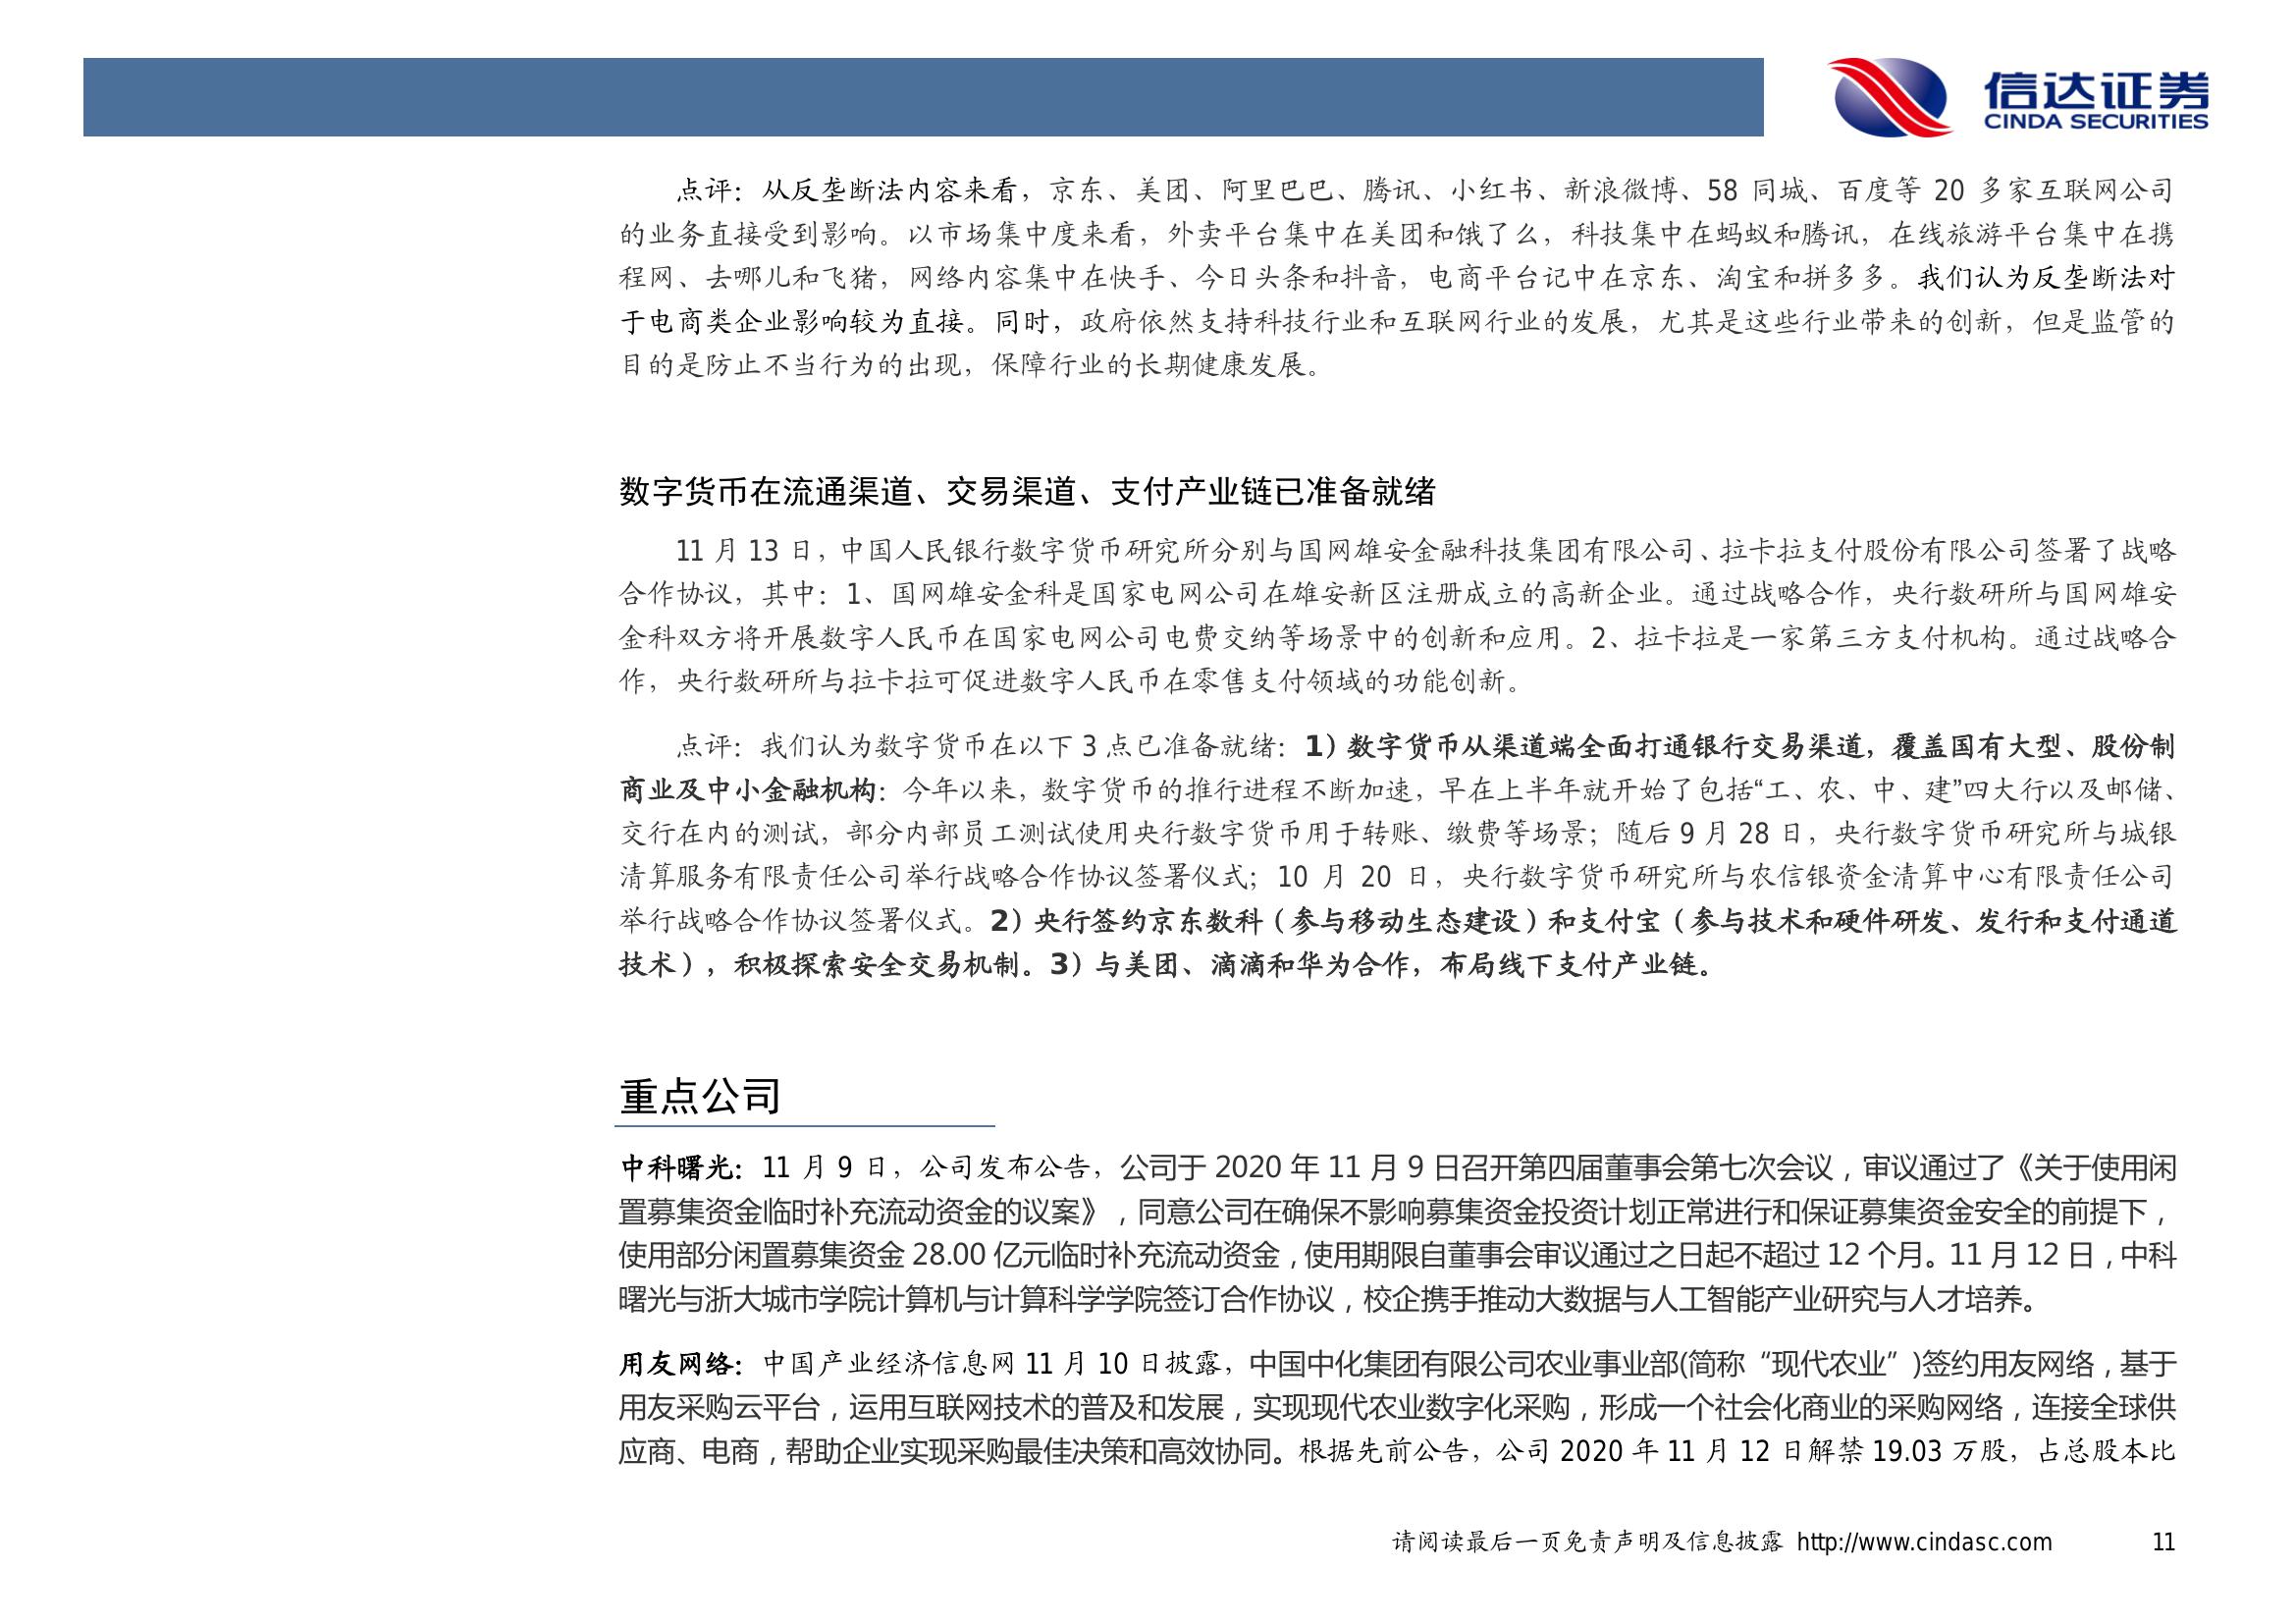 信达证券
CINDA SECURITIES
点评：从反垄断法内容来看，京东、美团、阿里巴巴、腾讯、小红书、新浪微博、58 同城、百度等 20 多家互联网公司
的业务直接受到影响。以市场集中度来看，外卖平台集中在美团和饿了么，科技集中在蚂蚁和腾讯，在线旅游平台集中在携
程网、去哪儿和飞猪，网络内容集中在快手、今日头条和抖音，电商平台记中在京东、淘宝和拼多多。我们认为反垄断法对
于电商类企业影响较为直接。同时，政府依然支持科技行业和互联网行业的发展，尤其是这些行业带来的创新，但是监管的
目的是防止不当行为的出现，保障行业的长期健康发展。
数字货币在流通渠道、交易渠道、支付产业链已准备就绪
11 月 13 日，中国人民银行数字货币研究所分别与国网雄安金融科技集团有限公司、拉卡拉支付股份有限公司签署了战略
合作协议，其中：1、国网雄安金科是国家电网公司在雄安新区注册成立的高新企业。通过战略合作，央行数研所与国网雄安
金科双方将开展数字人民币在国家电网公司电费交纳等场景中的创新和应用。2、拉卡拉是一家第三方支付机构。通过战略合
作，央行数研所与拉卡拉可促进数字人民币在零售支付领域的功能创新。
点评：我们认为数字货币在以下 3 点已准备就绪：1）数字货币从渠道端全面打通银行交易渠道，覆盖国有大型、股份制
商业及中小金融机构：今年以来，数字货币的推行进程不断加速，早在上半年就开始了包括“工、农、中、建”四大行以及邮储、
交行在内的测试，部分内部员工测试使用央行数字货币用于转账、缴费等场景；随后 9 月 28 日，央行数字货币研究所与城银
清算服务有限责任公司举行战略合作协议签署仪式；10 月 20 日，央行数字货币研究所与农信银资金清算中心有限责任公司
举行战略合作协议签署仪式。2）央行签约京东数科（参与移动生态建设）和支付宝（参与技术和硬件研发、发行和支付通道
技术），积极探索安全交易机制。3）与美团、滴滴和华为合作，布局线下支付产业链。
重点公司
中科曙光：11 月 9 日，公司发布公告，公司于 2020 年 11 月 9 日召开第四届董事会第七次会议，审议通过了《关于使用闲
置募集资金临时补充流动资金的议案》，同意公司在确保不影响募集资金投资计划正常进行和保证募集资金安全的前提下，
使用部分闲置募集资金 28.00 亿元临时补充流动资金，使用期限自董事会审议通过之日起不超过 12 个月。11 月 12 日，中科
曙光与浙大城市学院计算机与计算科学学院签订合作协议，校企携手推动大数据与人工智能产业研究与人才培养。
用友网络：中国产业经济信息网 11 月 10 日披露，中国中化集团有限公司农业事业部(简称“现代农业”)签约用友网络，基于
用友采购云平台，运用互联网技术的普及和发展，实现现代农业数字化采购，形成一个社会化商业的采购网络，连接全球供
应商、电商，帮助企业实现采购最佳决策和高效协同。根据先前公告，公司 2020 年 11 月 12 日解禁 19.03 万股，占总股本比
请阅读最后一页免责声明及信息披露 http://www.cindasc.com 11